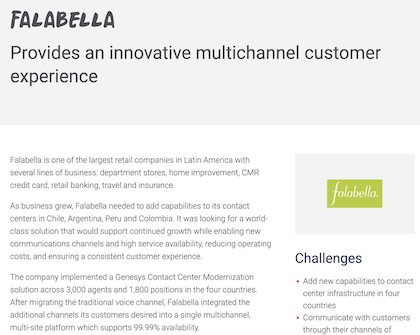 FALABELLA
Provides an innovative multichannel customer
experience
Falabella is one of the largest retail companies in Latin America with
several lines of business: department stores, home improvement, CMR
credit card, retail banking, travel and insurance.
As business grew, Falabella needed to add capabilities to its contact
centers in Chile, Argentina, Peru and Colombia. It was looking for a world-
class solution that would support continued growth while enabling new
communications channels and high service availability, reducing operating
costs, and ensuring a consistent customer experience.
The company implemented a Genesys Contact Center Modernization
solution across 3,000 agents and 1,800 positions in the four countries.
After migrating the traditional voice channel, Falabella integrated the
additional channels its customers desired into a single multichannel,
multi-site platform which supports 99.99% availability.
falabella.
Challenges
• Add new capabilities to contact
center infrastructure in four
countries
• Communicate with customers
through their channels of